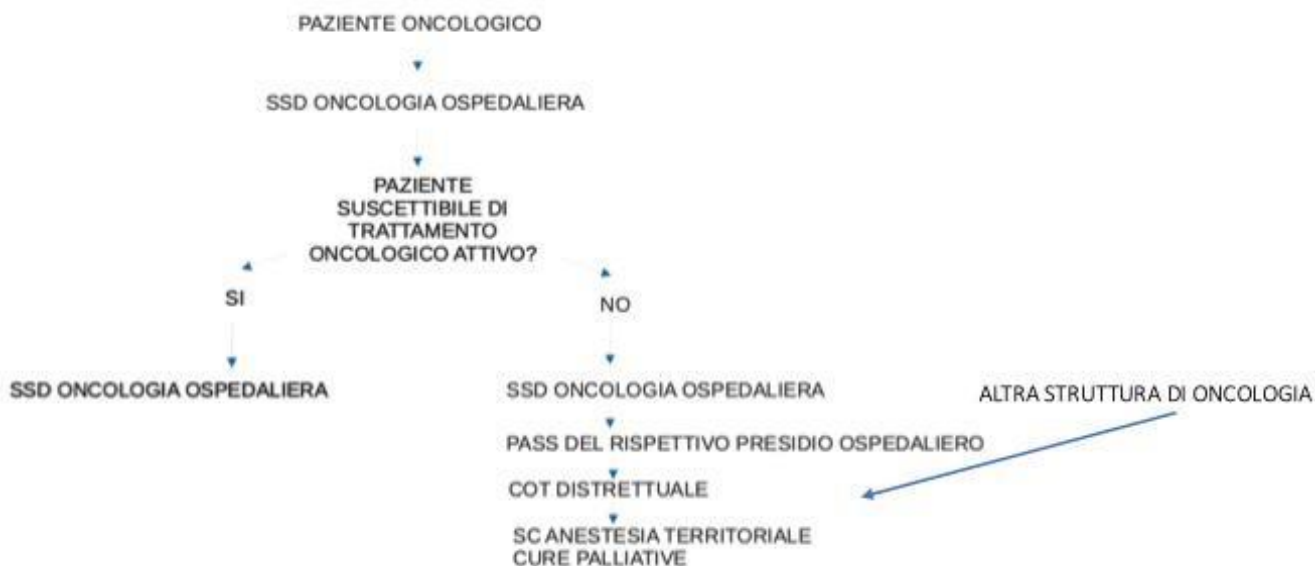 PAZIENTE ONCOLOGICO
SSD ONCOLOGIA OSPEDALIERA
PAZIENTE
SUSCETTIBILE DI
TRATTAMENTO
ONCOLOGICO ATTIVO?
SI
NO
SSD ONCOLOGIA OSPEDALIERA
SSD ONCOLOGIA OSPEDALIERA
ALTRA STRUTTURA DI ONCOLOGIA
PASS DEL RISPETTIVO PRESIDIO OSPEDALIERO
COT DISTRETTUALE
SC ANESTESIA TERRITORIALE
CURE PALLIATIVE